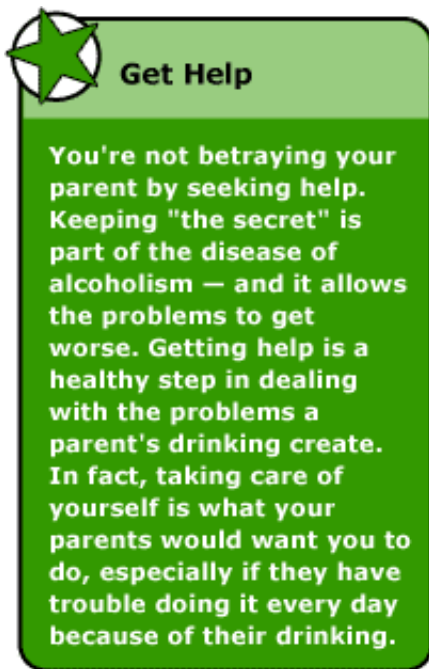 Get Help
You're not betraying your
parent by seeking help.
Keeping "the secret" is
part of the disease of
alcoholism — and it allows
the problems to get
worse. Getting help is a
healthy step in dealing
with the problems a
parent's drinking create.
In fact, taking care of
yourself is what your
parents would want you to
do, especially if they have
trouble doing it every day
because of their drinking.